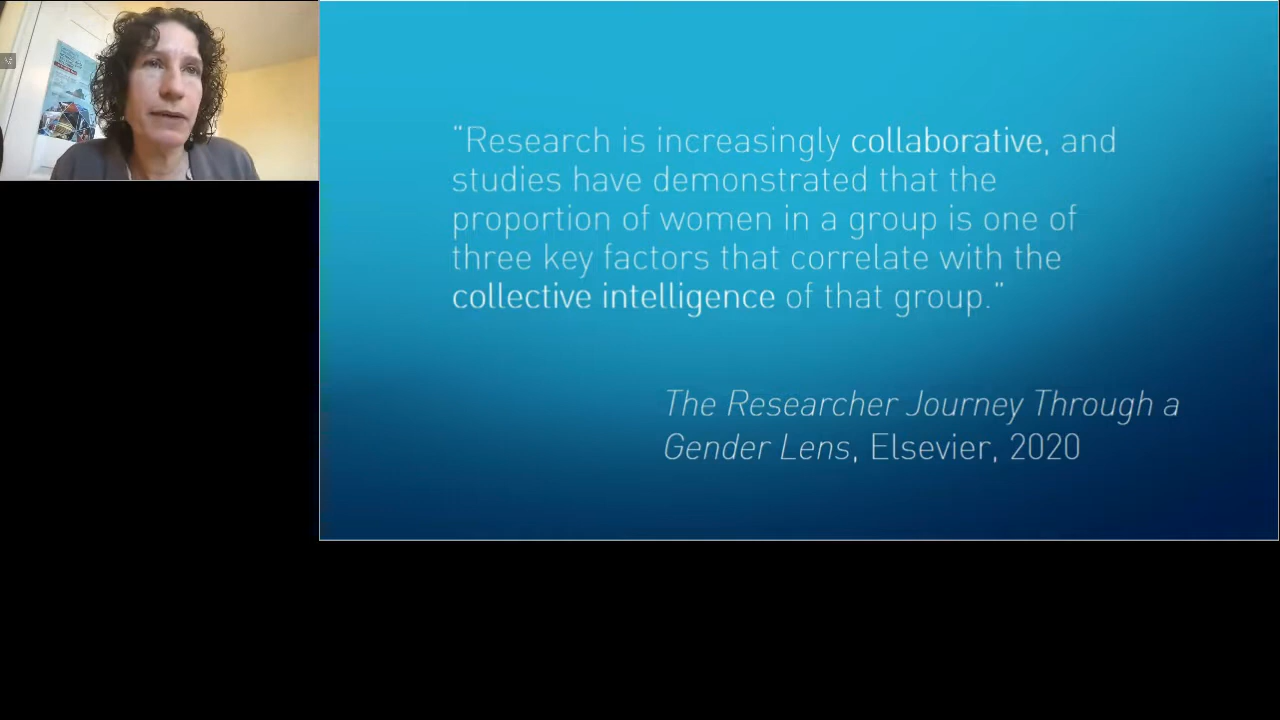 “Research is increasingly collaborative, and
studies have demonstrated that the
proportion of women in a group is one of
three key factors that correlate with the
collective intelligence of that group.”
The Researcher Journey Through a
Gender Lens, Elsevier, 2020